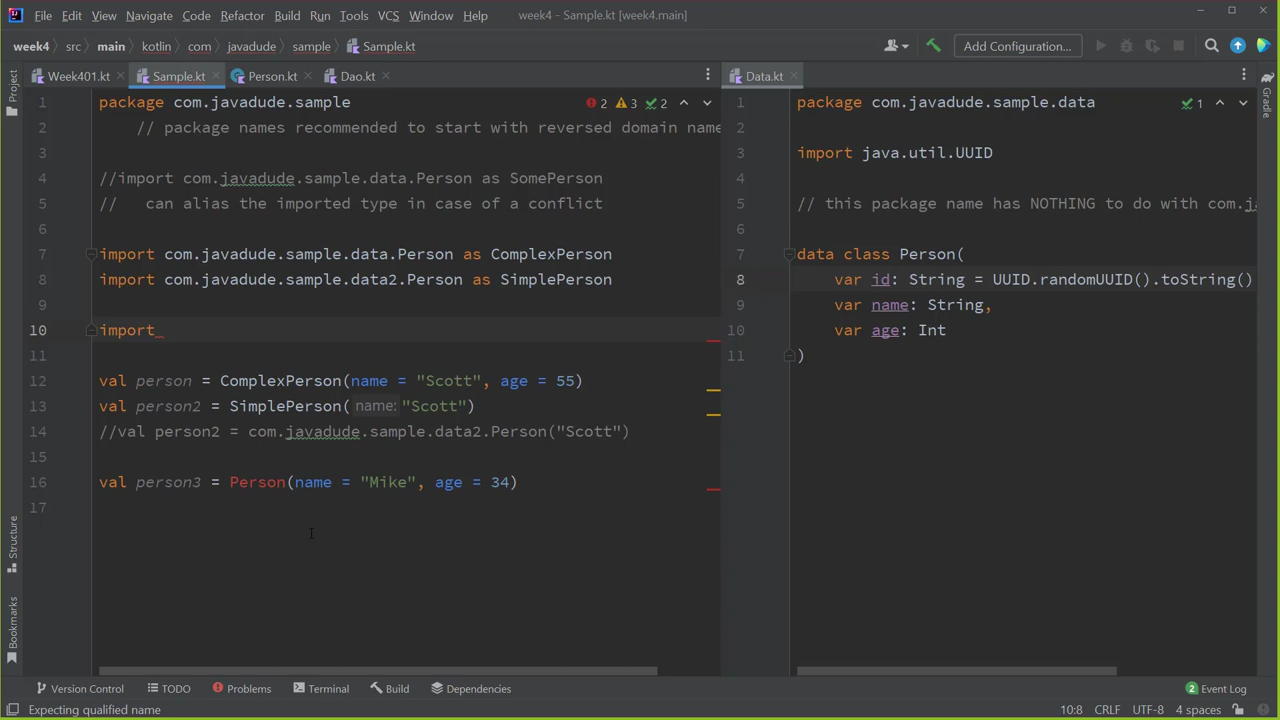 File Edit View Navigate Code Refactor Build Run Tools VCS Window Help week4 - Sample.kt [week4.main]
week4 src main kotlin com javadude sample Sample.kt Add Configuration...
Week401.kt Sample.kt Person.kt Dao.kt Data.kt
Project
Structure
Bookmarks
Gradle
2 3 2
1 package com.javadude.sample
2 // package names recommended to start with reversed domain name
3
4 //import com.javadude.sample.data.Person as SomePerson
5 // can alias the imported type in case of a conflict
6
7 import com.javadude.sample.data.Person as ComplexPerson
8 import com.javadude.sample.data2.Person as SimplePerson
9
10 import
11
12 val person = ComplexPerson(name = "Scott", age = 55)
13 val person2 = SimplePerson( name: "Scott")
14 //val person2 = com.javadude.sample.data2.Person("Scott")
15
16 val person3 = Person(name = "Mike", age = 34)
17
1
1 package com.javadude.sample.data
2
3 import java.util.UUID
4
5 // this package name has NOTHING to do with com.ja
6
7 data class Person(
8 var id: String = UUID.randomUUID().toString()
9 var name: String,
10 var age: Int
11 )
Version Control TODO Problems Terminal Build Dependencies 2 Event Log
Expecting qualified name 10:8 CRLF UTF-8 4 spaces